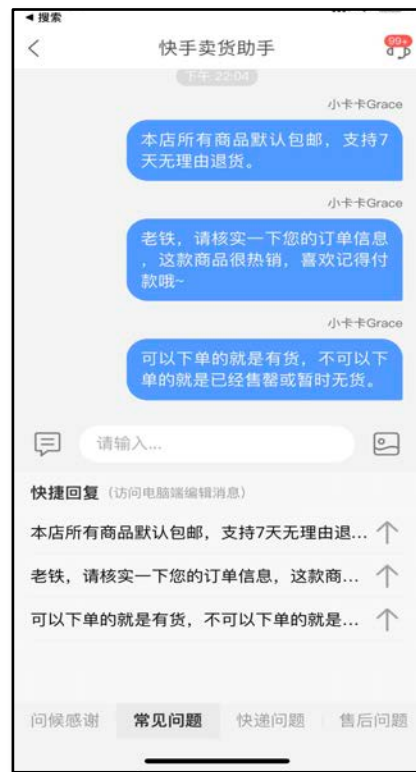 ◀ 搜索
快手卖货助手
99+
下午 22:04
小卡卡Grace
本店所有商品默认包邮，支持7
天无理由退货。
小卡卡Grace
老铁，请核实一下您的订单信息
，这款商品很热销，喜欢记得付
款哦~
小卡卡Grace
可以下单的就是有货，不可以下
单的就是已经售罄或暂时无货。
请输入...
快捷回复（访问电脑端编辑消息）
本店所有商品默认包邮，支持7天无理由退...
老铁，请核实一下您的订单信息，这款商...
可以下单的就是有货，不可以下单的就是...
问候感谢 常见问题 快递问题 售后问题